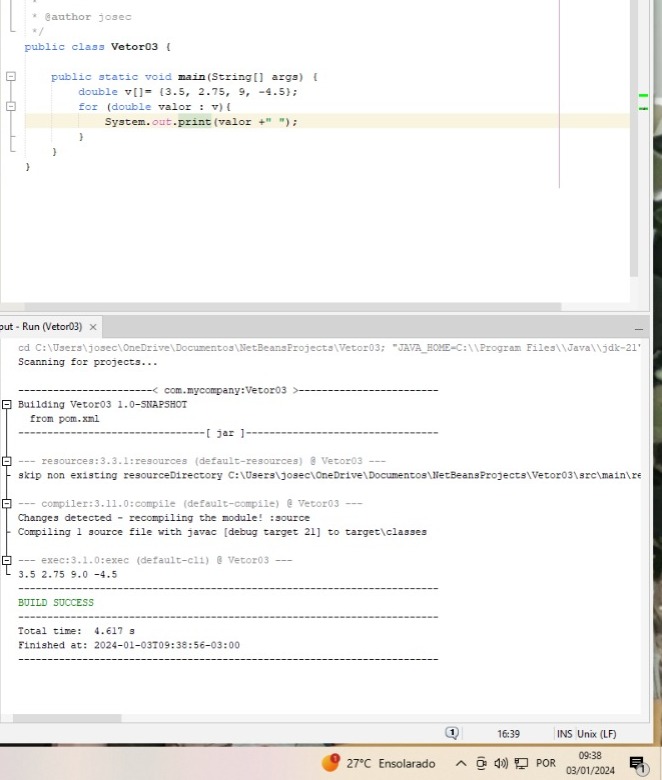 *
* @author josec
*/
public class Vetor03 {
public static void main(String[] args) {
double v[]= {3.5, 2.75, 9, -4.5};
for (double valor : v){
System.out.print(valor +" ");
}
}
}
put - Run (Vetor03) ×
cd C:\Users\josec\OneDrive\Documentos\NetBeansProjects\Vetor03; "JAVA_HOME=C:\\Program Files\\Java\\jdk-21"
Scanning for projects...
----------------------< com.mycompany:Vetor03 >-----------------------
Building Vetor03 1.0-SNAPSHOT
from pom.xml
--------------------------------[ jar ]---------------------------------
--- resources:3.3.1:resources (default-resources) @ Vetor03 ---
skip non existing resourceDirectory C:\Users\josec\OneDrive\Documentos\NetBeansProjects\Vetor03\src\main\re
--- compiler:3.11.0:compile (default-compile) @ Vetor03 ---
Changes detected - recompiling the module! :source
Compiling 1 source file with javac [debug target 21] to target\classes
--- exec:3.1.0:exec (default-cli) @ Vetor03 ---
3.5 2.75 9.0 -4.5
------------------------------------------------------------------------
BUILD SUCCESS
------------------------------------------------------------------------
Total time: 4.617 s
Finished at: 2024-01-03T09:38:56-03:00
------------------------------------------------------------------------
1 16:39 INS Unix (LF)
27°C Ensolarado POR 09:38
03/01/2024 1